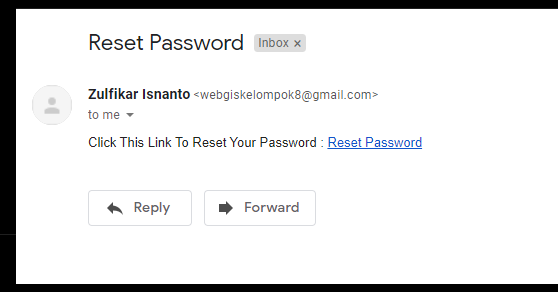 Reset Password Inbox ×
Zulfikar Isnanto <webgiskelompok8@gmail.com>
to me
Click This Link To Reset Your Password : Reset Password
Reply Forward